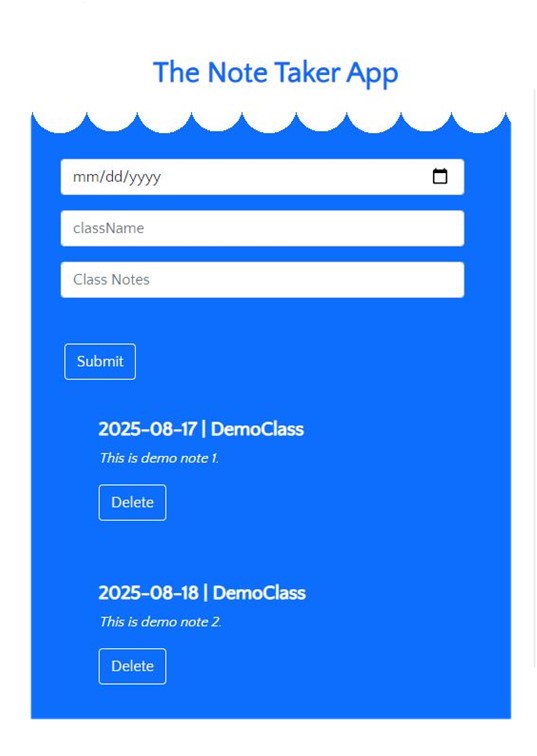 The Note Taker App
mm/dd/yyyy
className
Class Notes
Submit
2025-08-17 | DemoClass
This is demo note 1.
Delete
2025-08-18 | DemoClass
This is demo note 2.
Delete